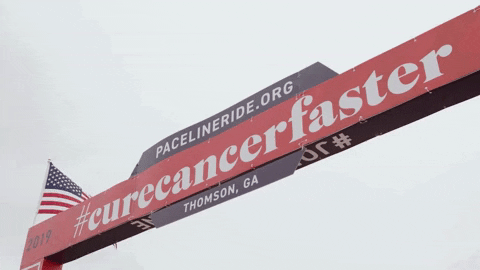 PACELINERIDE.ORG
2019 #curecancerfaster
THOMSON, GA